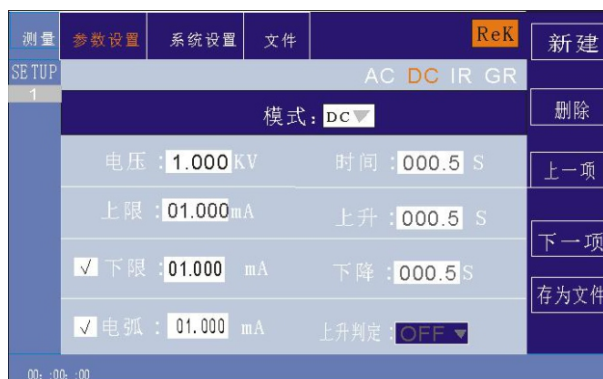 测量 参数设置 系统设置 文件 ReK 新建
SETUP AC DC IR GR
1 删除
模式：DC
电压：1.000 KV 时间：000.5 S 上一项
上限：01.000 mA 上升：000.5 S
√ 下限：01.000 mA 下降：000.5 S 下一项
√ 电弧：01.000 mA 上升判定：OFF 存为文件
00：00：00